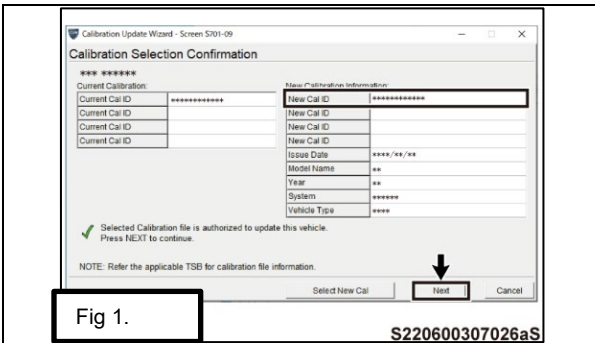 Calibration Update Wizard - Screen S701-09
Calibration Selection Confirmation
*** ******
Current Calibration:
New Calibration Information:
Current Cal ID ************
New Cal ID ************
Current Cal ID
New Cal ID
Current Cal ID
New Cal ID
Current Cal ID
New Cal ID
Issue Date ****/**/**
Model Name **
Year **
System ******
Vehicle Type ****
Selected Calibration file is authorized to update this vehicle.
Press NEXT to continue.
NOTE: Refer the applicable TSB for calibration file information.
Select New Cal Next Cancel
Fig 1.
S220600307026aS